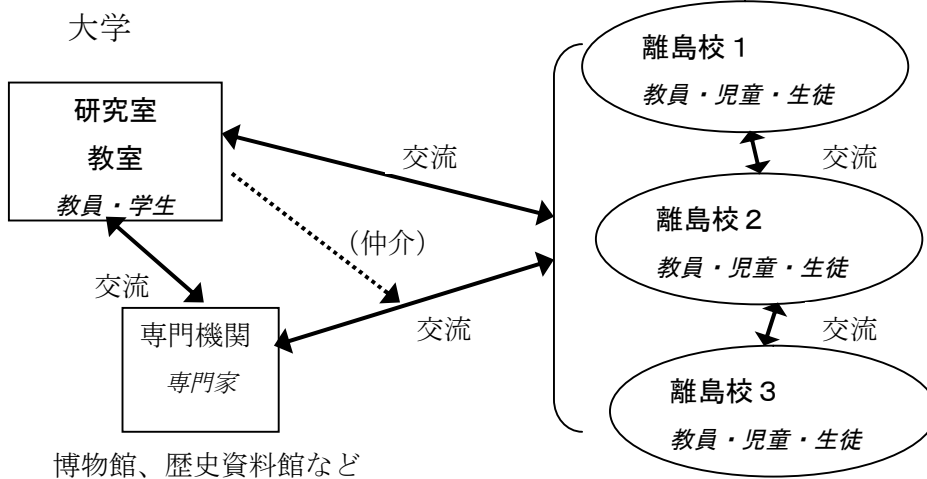 大学
研究室
教室
教員・学生
交流
(仲介)
交流
専門機関
専門家
交流
博物館、歴史資料館など
離島校1
教員・児童・生徒
交流
離島校2
教員・児童・生徒
交流
離島校3
教員・児童・生徒